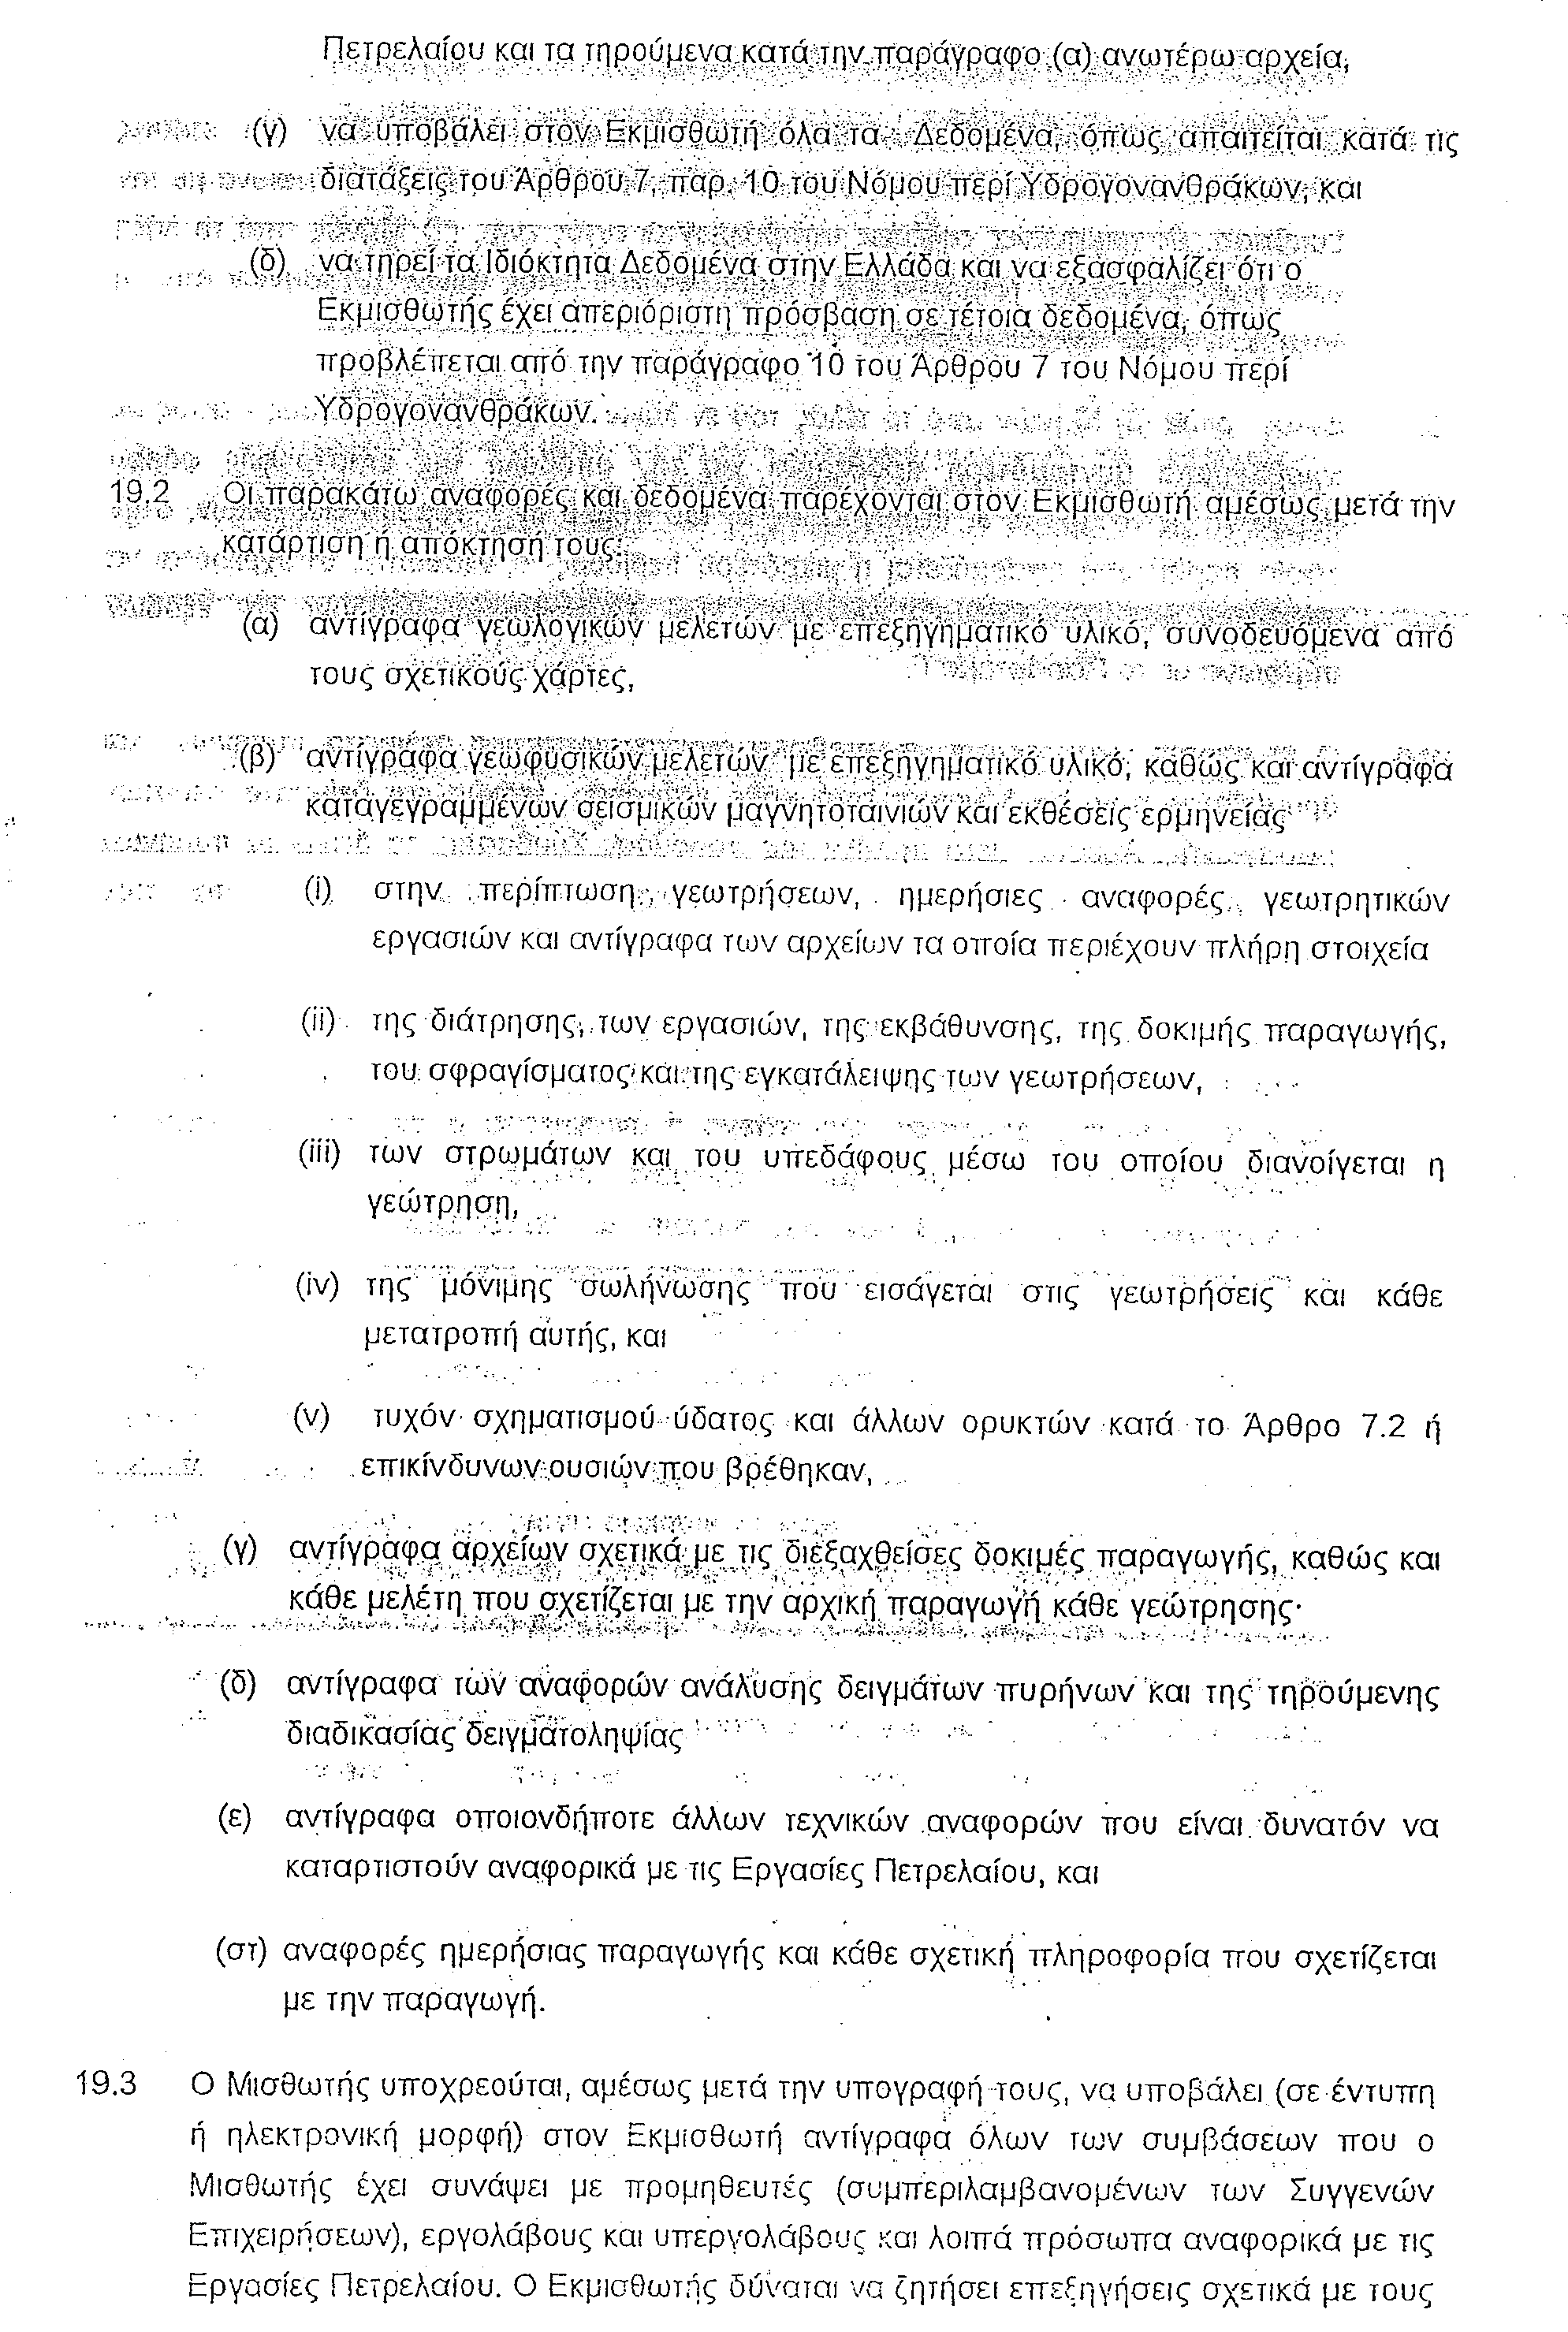 Πετρελαίου και τα τηρούμενα κατά την παράγραφο (α) ανωτέρω αρχεία,
(γ) να υποβάλει στον Εκμισθωτή όλα τα Δεδομένα, όπως απαιτείται κατά τις
διατάξεις του Άρθρου 7, παρ. 10 του Νόμου περί Υδρογονανθράκων, και
(δ) να τηρεί τα Ιδιόκτητα Δεδομένα στην Ελλάδα και να εξασφαλίζει ότι ο
Εκμισθωτής έχει απεριόριστη πρόσβαση σε τέτοια δεδομένα, όπως
προβλέπεται από την παράγραφο 10 του Άρθρου 7 του Νόμου περί
Υδρογονανθράκων.
19.2 Οι παρακάτω αναφορές και δεδομένα παρέχονται στον Εκμισθωτή αμέσως μετά την
κατάρτιση ή απόκτηση τους:
(α) αντίγραφα γεωλογικών μελετών με επεξηγηματικό υλικό, συνοδευόμενα από
τους σχετικούς χάρτες,
(β) αντίγραφα γεωφυσικών μελετών με επεξηγηματικό υλικό, καθώς και αντίγραφα
καταγεγραμμένων σεισμικών μαγνητοταινιών και εκθέσεις ερμηνείας
(i) στην περίπτωση γεωτρήσεων, ημερήσιες αναφορές γεωτρητικών
εργασιών και αντίγραφα των αρχείων τα οποία περιέχουν πλήρη στοιχεία
(ii) της διάτρησης, των εργασιών, της εκβάθυνσης, της δοκιμής παραγωγής,
του σφραγίσματος και της εγκατάλειψης των γεωτρήσεων,
(iii) των στρωμάτων και του υπεδάφους μέσω του οποίου διανοίγεται η
γεώτρηση,
(iv) της μόνιμης σωλήνωσης που εισάγεται στις γεωτρήσεις και κάθε
μετατροπή αυτής, και
(v) τυχόν σχηματισμού ύδατος και άλλων ορυκτών κατά το Άρθρο 7.2 ή
επικίνδυνων ουσιών που βρέθηκαν,
(γ) αντίγραφα αρχείων σχετικά με τις διεξαχθείσες δοκιμές παραγωγής, καθώς και
κάθε μελέτη που σχετίζεται με την αρχική παραγωγή κάθε γεώτρησης·
(δ) αντίγραφα των αναφορών ανάλυσης δειγμάτων πυρήνων και της τηρούμενης
διαδικασίας δειγματοληψίας
(ε) αντίγραφα οποιονδήποτε άλλων τεχνικών αναφορών που είναι δυνατόν να
καταρτιστούν αναφορικά με τις Εργασίες Πετρελαίου, και
(στ) αναφορές ημερήσιας παραγωγής και κάθε σχετική πληροφορία που σχετίζεται
με την παραγωγή.
19.3 Ο Μισθωτής υποχρεούται, αμέσως μετά την υπογραφή τους, να υποβάλει (σε έντυπη
ή ηλεκτρονική μορφή) στον Εκμισθωτή αντίγραφα όλων των συμβάσεων που ο
Μισθωτής έχει συνάψει με προμηθευτές (συμπεριλαμβανομένων των Συγγενών
Επιχειρήσεων), εργολάβους και υπεργολάβους και λοιπά πρόσωπα αναφορικά με τις
Εργασίες Πετρελαίου. Ο Εκμισθωτής δύναται να ζητήσει επεξηγήσεις σχετικά με τους